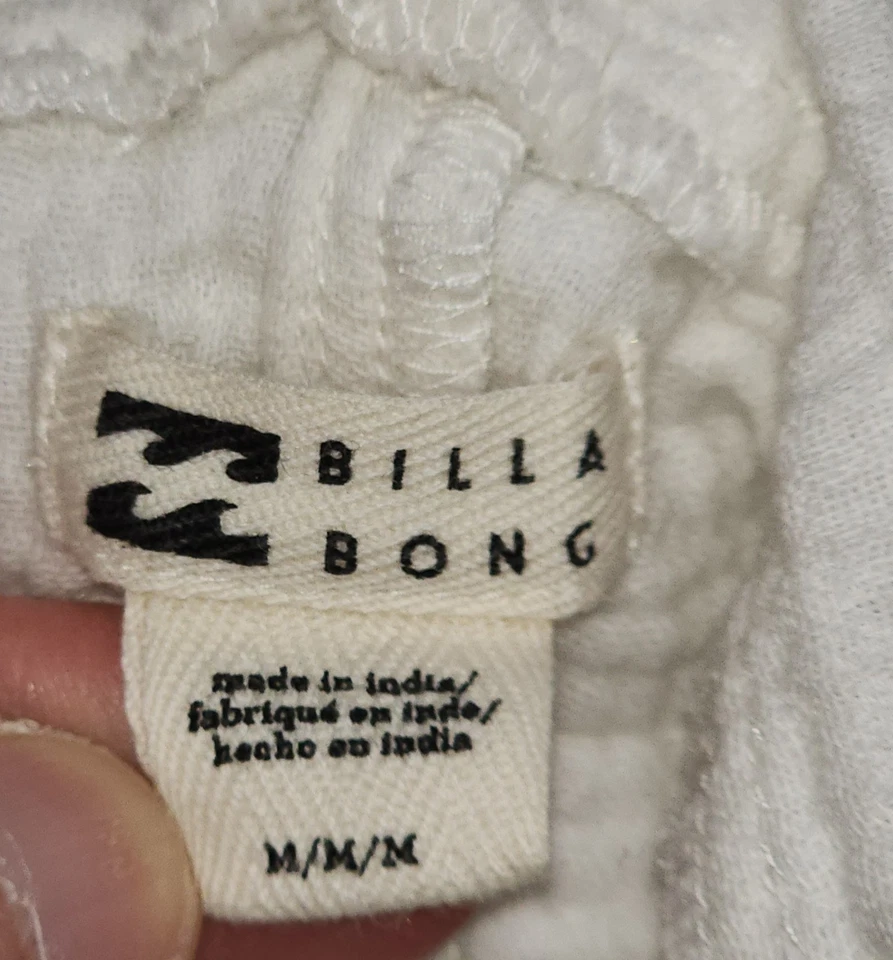 BILLA
BONG
made in india/
fabriqué en inde/
hecho en india
M/M/M